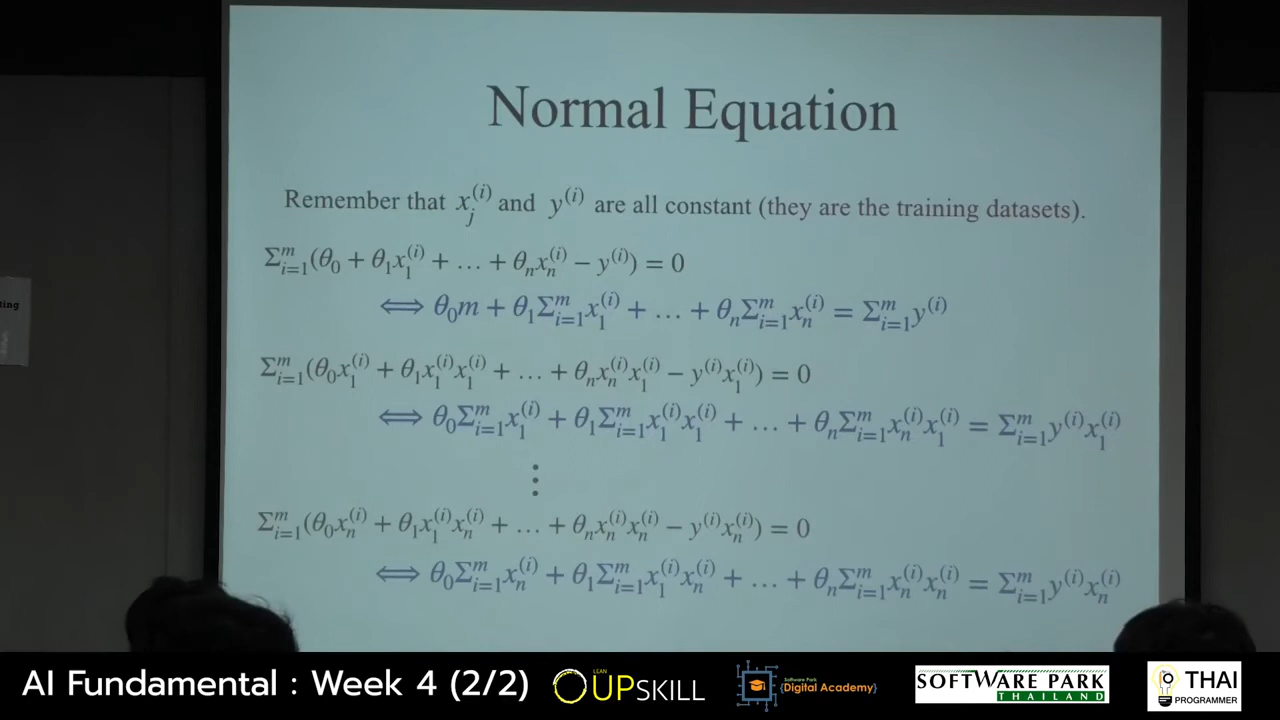 Normal Equation
Remember that x_j^(i) and y^(i) are all constant (they are the training datasets).
Σ_{i=1}^m(θ_0 + θ_1x_1^(i) + … + θ_nx_n^(i) − y^(i)) = 0
⟺ θ_0m + θ_1Σ_{i=1}^m x_1^(i) + … + θ_nΣ_{i=1}^m x_n^(i) = Σ_{i=1}^m y^(i)
Σ_{i=1}^m(θ_0x_1^(i) + θ_1x_1^(i)x_1^(i) + … + θ_nx_n^(i)x_1^(i) − y^(i)x_1^(i)) = 0
⟺ θ_0Σ_{i=1}^m x_1^(i) + θ_1Σ_{i=1}^m x_1^(i)x_1^(i) + … + θ_nΣ_{i=1}^m x_n^(i)x_1^(i) = Σ_{i=1}^m y^(i)x_1^(i)
⋮
Σ_{i=1}^m(θ_0x_n^(i) + θ_1x_1^(i)x_n^(i) + … + θ_nx_n^(i)x_n^(i) − y^(i)x_n^(i)) = 0
⟺ θ_0Σ_{i=1}^m x_n^(i) + θ_1Σ_{i=1}^m x_1^(i)x_n^(i) + … + θ_nΣ_{i=1}^m x_n^(i)x_n^(i) = Σ_{i=1}^m y^(i)x_n^(i)
ting
AI Fundamental : Week 4 (2/2)
LEAN
UPSKILL
Software Park
{Digital Academy}
SOFTWARE PARK
THAILAND
THAI
PROGRAMMER